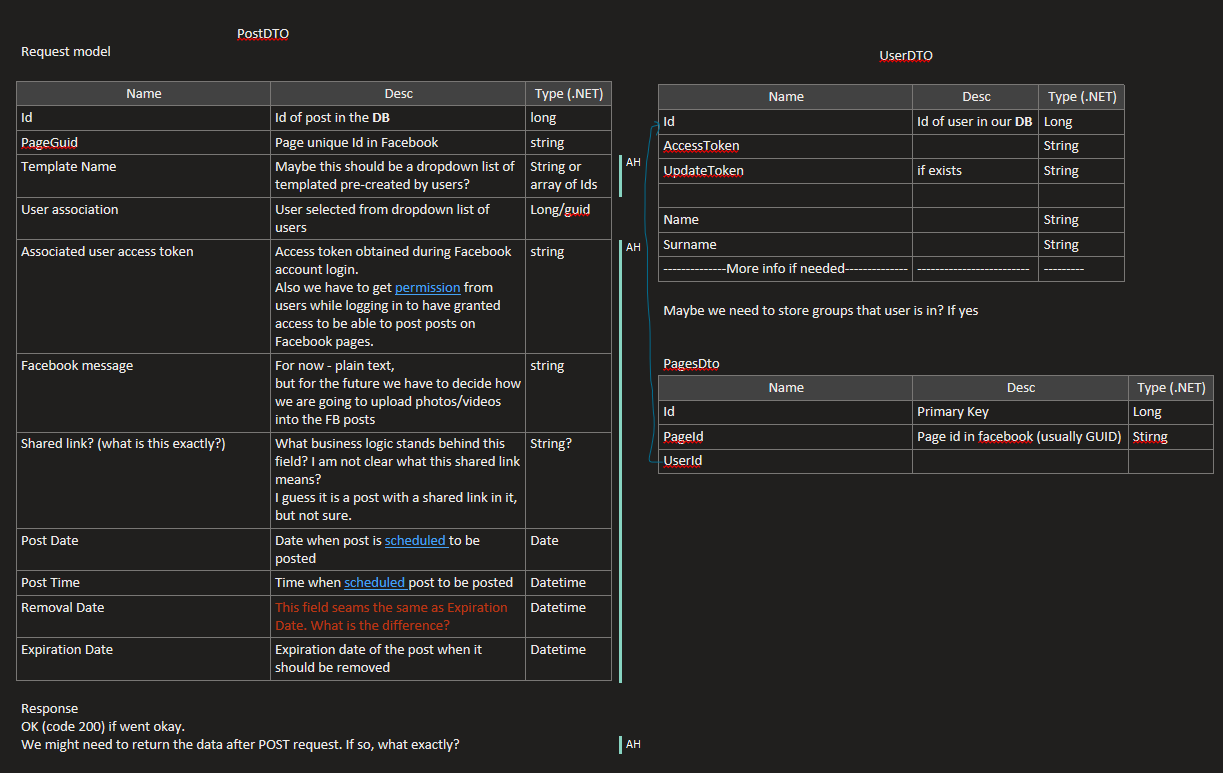 PostDTO
Request model
Name Desc Type (.NET)
Id Id of post in the DB long
PageGuid Page unique Id in Facebook string
Template Name Maybe this should be a dropdown list of String or
templated pre-created by users? array of Ids
AH
User association User selected from dropdown list of Long/guid
users
Associated user access token Access token obtained during Facebook string
account login.
Also we have to get permission from
users while logging in to have granted
access to be able to post posts on
Facebook pages.
AH
Facebook message For now - plain text, string
but for the future we have to decide how
we are going to upload photos/videos
into the FB posts
Shared link? (what is this exactly?) What business logic stands behind this String?
field? I am not clear what this shared link
means?
I guess it is a post with a shared link in it,
but not sure.
Post Date Date when post is scheduled to be Date
posted
Post Time Time when scheduled post to be posted Datetime
Removal Date This field seams the same as Expiration Datetime
Date. What is the difference?
Expiration Date Expiration date of the post when it Datetime
should be removed
Response
OK (code 200) if went okay.
We might need to return the data after POST request. If so, what exactly?
AH
UserDTO
Name Desc Type (.NET)
Id Id of user in our DB Long
AccessToken String
UpdateToken if exists String
Name String
Surname String
--------------More info if needed-------------- ------------------------- ---------
Maybe we need to store groups that user is in? If yes
PagesDto
Name Desc Type (.NET)
Id Primary Key Long
PageId Page id in facebook (usually GUID) Stirng
UserId